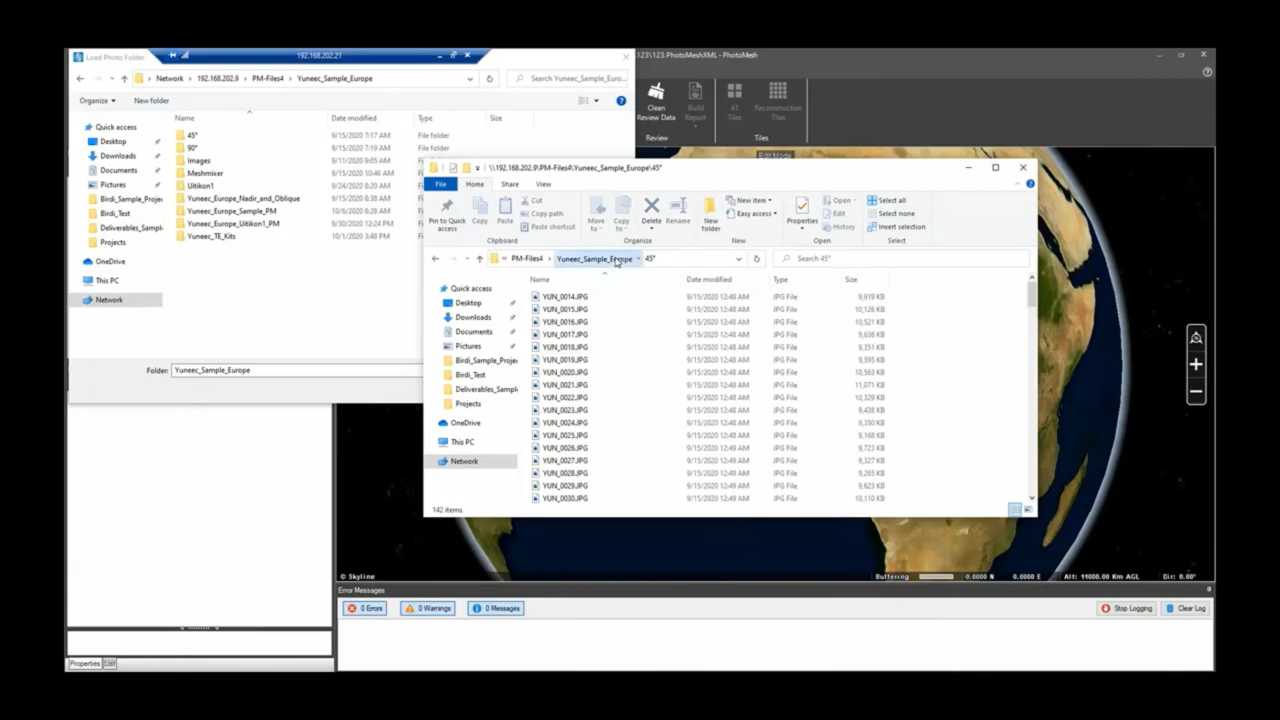 Load Photo Folder
192.168.202.21
Network > 192.168.202.9 > PM-Files4 > Yuneec_Sample_Europe
Search Yuneec_Sample_Euro...
Organize
New folder
Name Date modified Type Size
Quick access
Desktop
Downloads
Documents
Pictures
Birdi_Sample_Projec
Birdi_Test
Deliverables_Sampl
Projects
OneDrive
This PC
Network
45° 9/15/2020 7:17 AM File folder
90° 9/15/2020 7:19 AM File folder
Images 9/11/2020 9:05 AM File folder
Meshmixer 9/15/2020 10:46 AM File folder
Uitikon1 9/24/2020 8:20 AM File folder
Yuneec_Europe_Nadir_and_Oblique 9/15/2020 8:38 AM File folder
Yuneec_Europe_Sample_PM 10/6/2020 8:28 AM Fi
Yuneec_Europe_Uitikon1_PM 9/30/2020 12:24 PM Fi
Yuneec_TE_Kits 10/1/2020 3:48 PM Fi
Folder: Yuneec_Sample_Europe
123\123.PhotoMeshXML - PhotoMesh
Clean Review Data
Build Report
AT Tiles
Reconstruction Tiles
Review
Tiles
Edit Mode
\\192.168.202.9\PM-Files4\Yuneec_Sample_Europe\45°
File Home Share View
Pin to Quick access
Copy
Paste
Cut
Copy path
Paste shortcut
Clipboard
Move to
Copy to
Delete
Rename
Organize
New folder
New item
Easy access
New
Properties
Open
Edit
History
Open
Select all
Select none
Invert selection
Select
« PM-Files4 > Yuneec_Sample_Europe 45°
Search 45°
Name Date modified Type Size
Quick access
Desktop
Downloads
Documents
Pictures
Birdi_Sample_Projec
Birdi_Test
Deliverables_Sampl
Projects
OneDrive
This PC
Network
YUN_0014.JPG 9/15/2020 12:48 AM JPG File 9,919 KB
YUN_0015.JPG 9/15/2020 12:48 AM JPG File 10,126 KB
YUN_0016.JPG 9/15/2020 12:48 AM JPG File 10,521 KB
YUN_0017.JPG 9/15/2020 12:48 AM JPG File 9,636 KB
YUN_0018.JPG 9/15/2020 12:48 AM JPG File 9,351 KB
YUN_0019.JPG 9/15/2020 12:48 AM JPG File 9,395 KB
YUN_0020.JPG 9/15/2020 12:48 AM JPG File 10,563 KB
YUN_0021.JPG 9/15/2020 12:48 AM JPG File 11,071 KB
YUN_0022.JPG 9/15/2020 12:48 AM JPG File 10,329 KB
YUN_0023.JPG 9/15/2020 12:48 AM JPG File 9,438 KB
YUN_0024.JPG 9/15/2020 12:48 AM JPG File 9,350 KB
YUN_0025.JPG 9/15/2020 12:48 AM JPG File 9,168 KB
YUN_0026.JPG 9/15/2020 12:49 AM JPG File 9,723 KB
YUN_0027.JPG 9/15/2020 12:49 AM JPG File 9,327 KB
YUN_0028.JPG 9/15/2020 12:49 AM JPG File 9,265 KB
YUN_0029.JPG 9/15/2020 12:49 AM JPG File 9,623 KB
YUN_0030.JPG 9/15/2020 12:49 AM JPG File 10,110 KB
142 items
© Skyline
Buffering 0.0000 N 0.0000 E Alt: 11000.00 Km AGL Dir: 0.00°
Error Messages
0 Errors 0 Warnings 0 Messages
Stop Logging Clear Log
Properties List